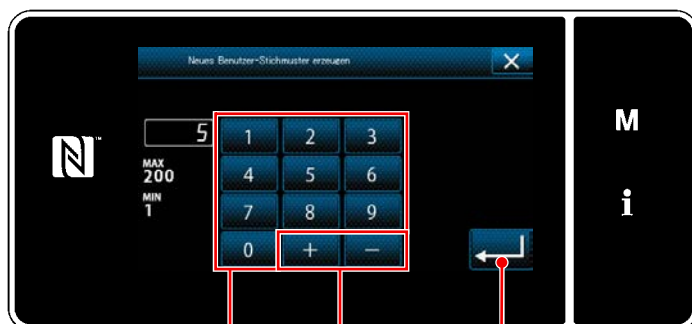 Neues Benutzer-Stichmuster erzeugen
5
MAX
200
MIN
1
1 2 3
4 5 6
7 8 9
0 + −
M
i
N™